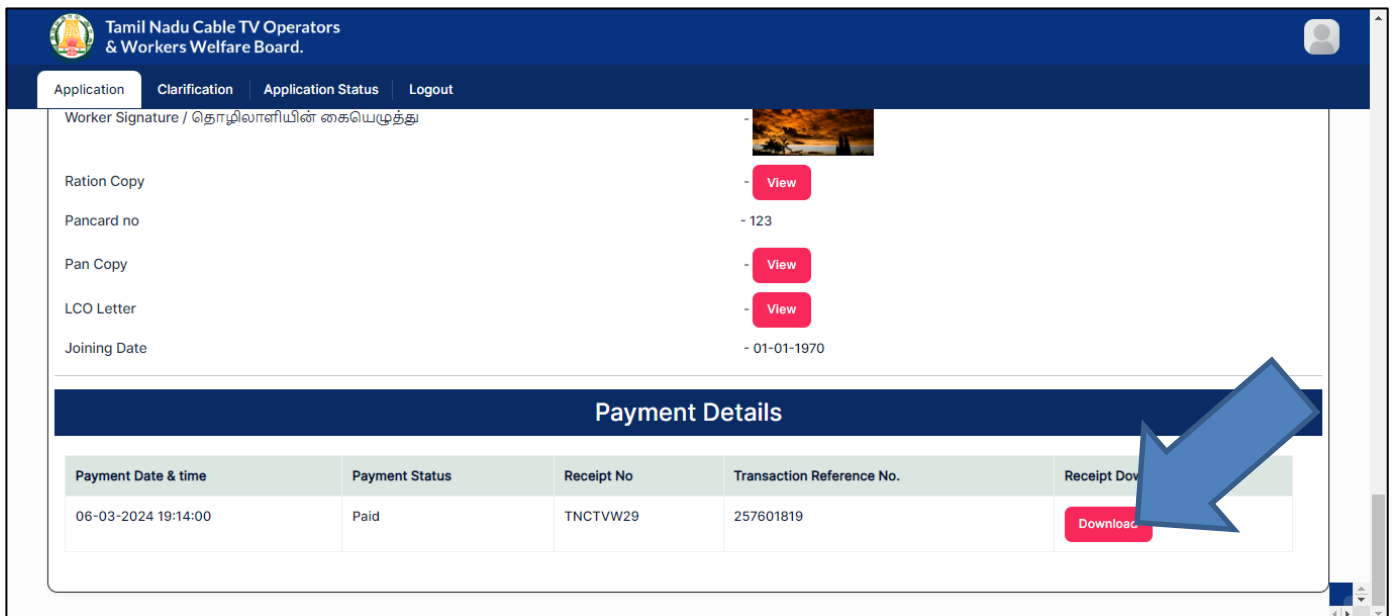 Tamil Nadu Cable TV Operators
& Workers Welfare Board.
Application Clarification Application Status Logout
Worker Signature / தொழிலாளியின் கையெழுத்து -
Ration Copy - View
Pancard no - 123
Pan Copy - View
LCO Letter - View
Joining Date - 01-01-1970
Payment Details
Payment Date & time Payment Status Receipt No Transaction Reference No. Receipt
06-03-2024 19:14:00 Paid TNCTVW29 257601819 Download